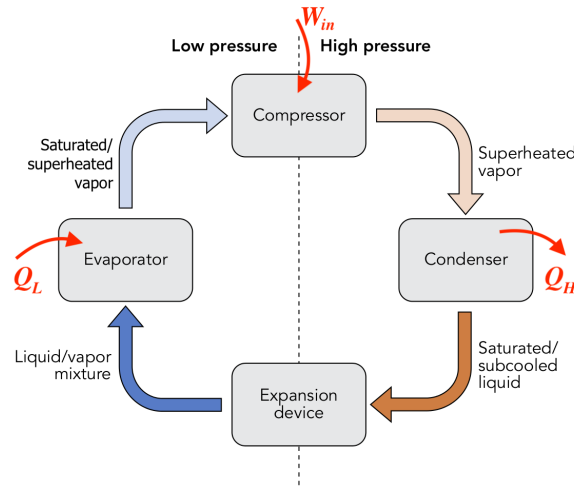 W_in
Low pressure
High pressure
Compressor
Saturated/
superheated
vapor
Superheated
vapor
Evaporator
Condenser
Q_L
Q_H
Liquid/vapor
mixture
Saturated/
subcooled
liquid
Expansion
device